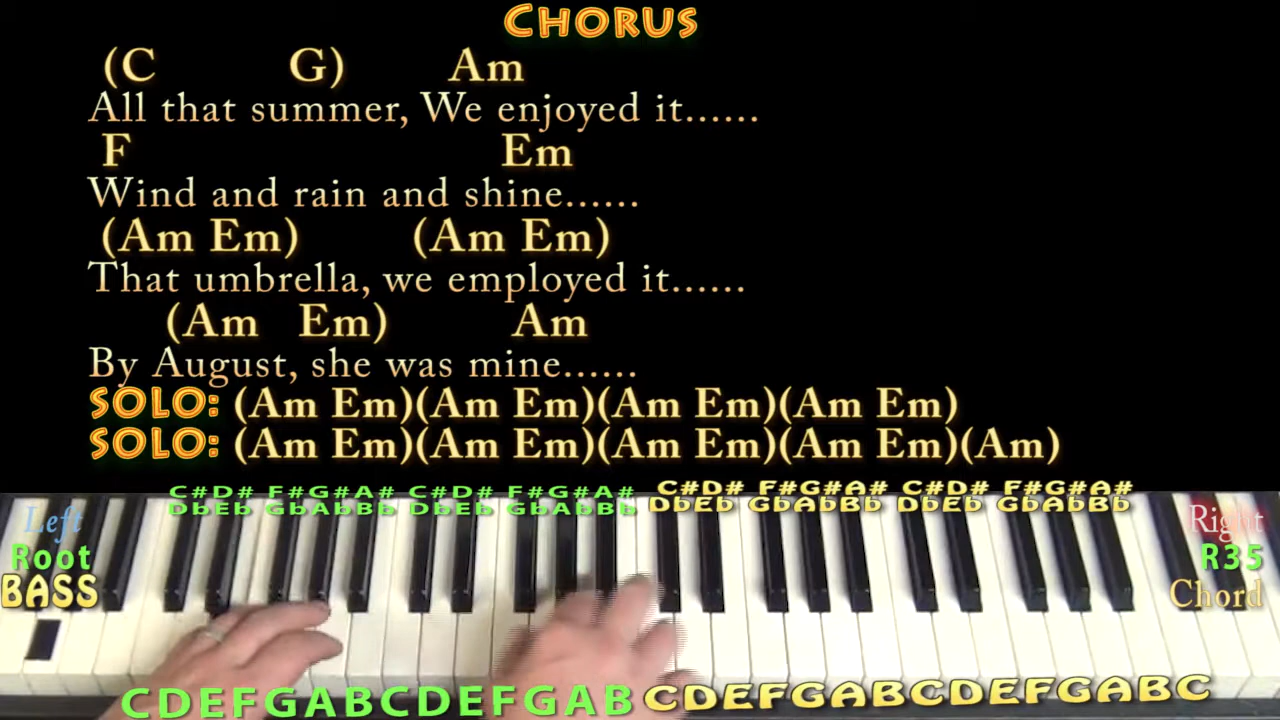 CHORUS
(C G) Am
All that summer, We enjoyed it......
F Em
Wind and rain and shine......
(Am Em) (Am Em)
That umbrella, we employed it......
(Am Em) Am
By August, she was mine......
SOLO: (Am Em)(Am Em)(Am Em)(Am Em)
SOLO: (Am Em)(Am Em)(Am Em)(Am Em)(Am)
C#D# F#G#A# C#D# F#G#A# C#D# F#G#A# C#D# F#G#A#
DbEb GbAbBb DbEb GbAbBb DbEb GbAbBb DbEb GbAbBb
Left
Root
BASS
Right
R35
Chord
CDEFGABCDEFGAB CDEFGABCDEFGABC